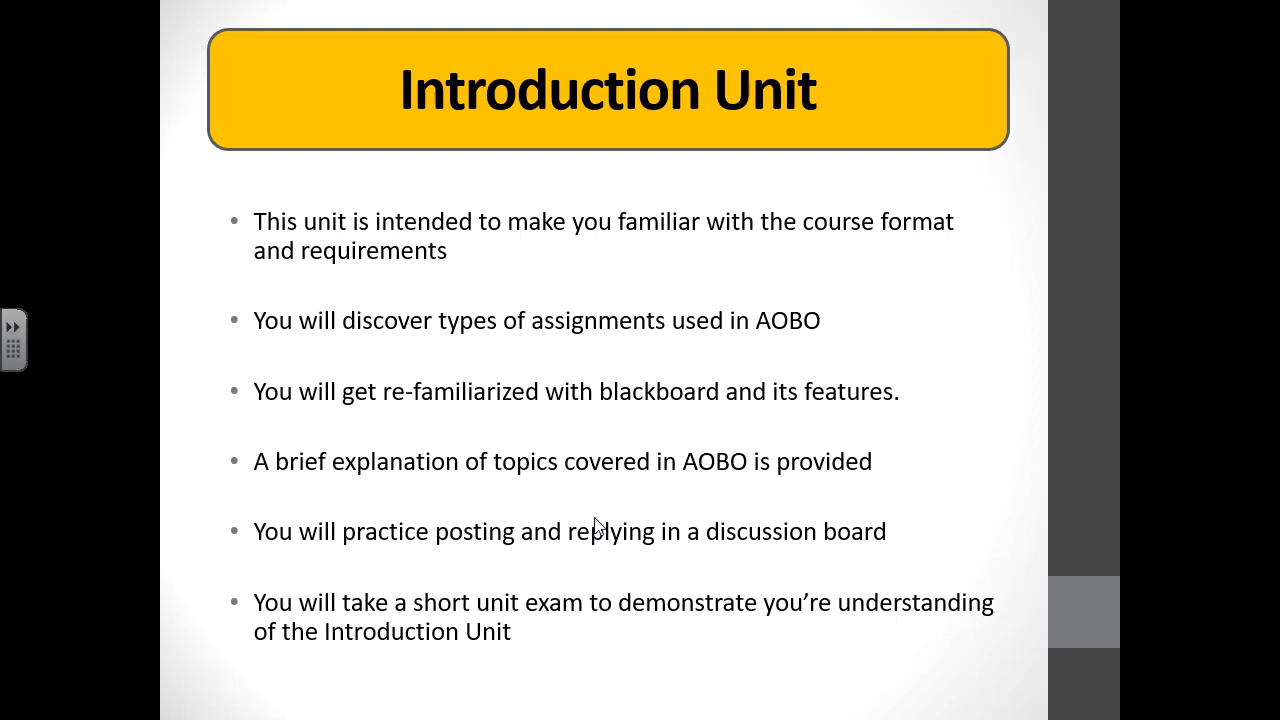 Introduction Unit
• This unit is intended to make you familiar with the course format
and requirements
• You will discover types of assignments used in AOBO
• You will get re-familiarized with blackboard and its features.
• A brief explanation of topics covered in AOBO is provided
• You will practice posting and replying in a discussion board
• You will take a short unit exam to demonstrate you’re understanding
of the Introduction Unit